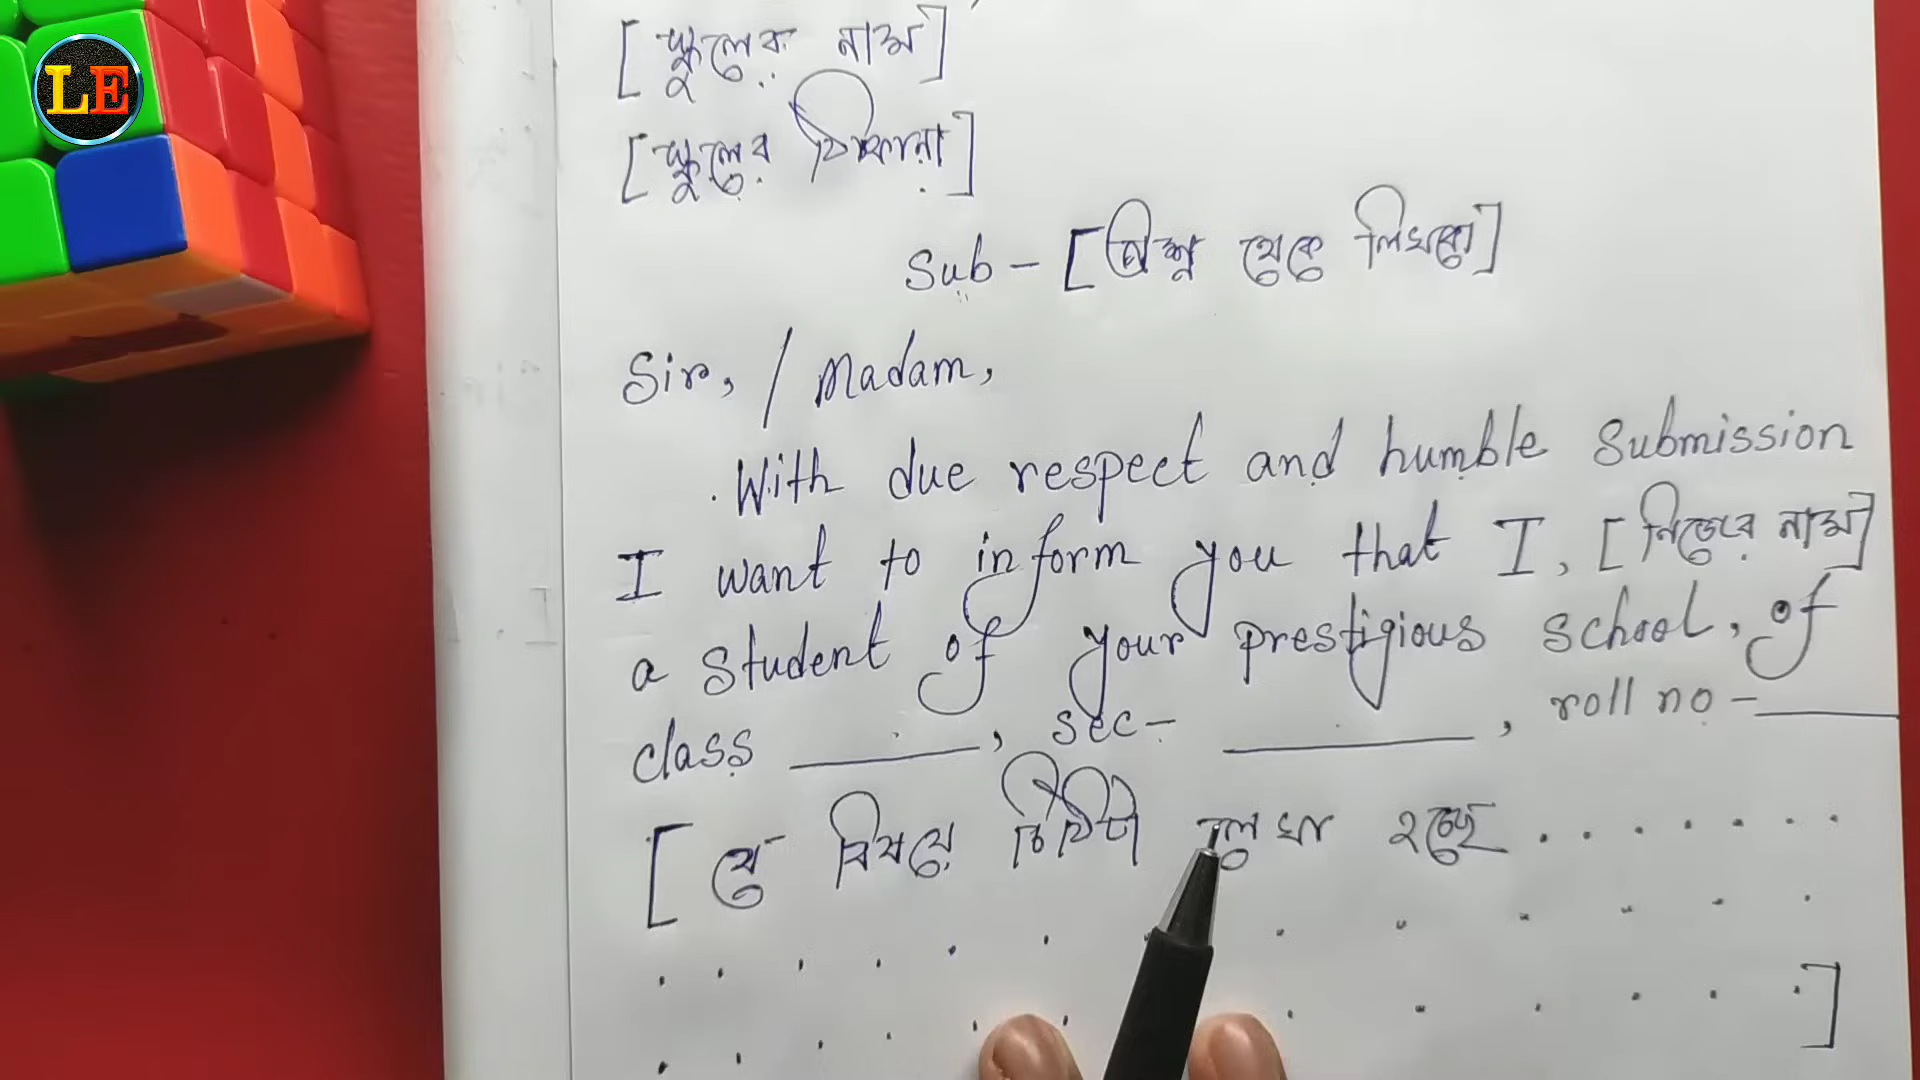 LE
[স্কুলের নাম]
[স্কুলের ঠিকানা]
Sub - [প্রশ্ন থেকে লিখবো]
Sir, / Madam,
With due respect and humble submission
I want to inform you that I, [নিজের নাম]
a student of your prestigious school, of
class ______, sec- ______, roll no - ______
[যে বিষয়ে চিঠিটা লেখা হচ্ছে . . . . . . . .
. . . . . . . . . . . . .
. . . . . . . . . . . . .]